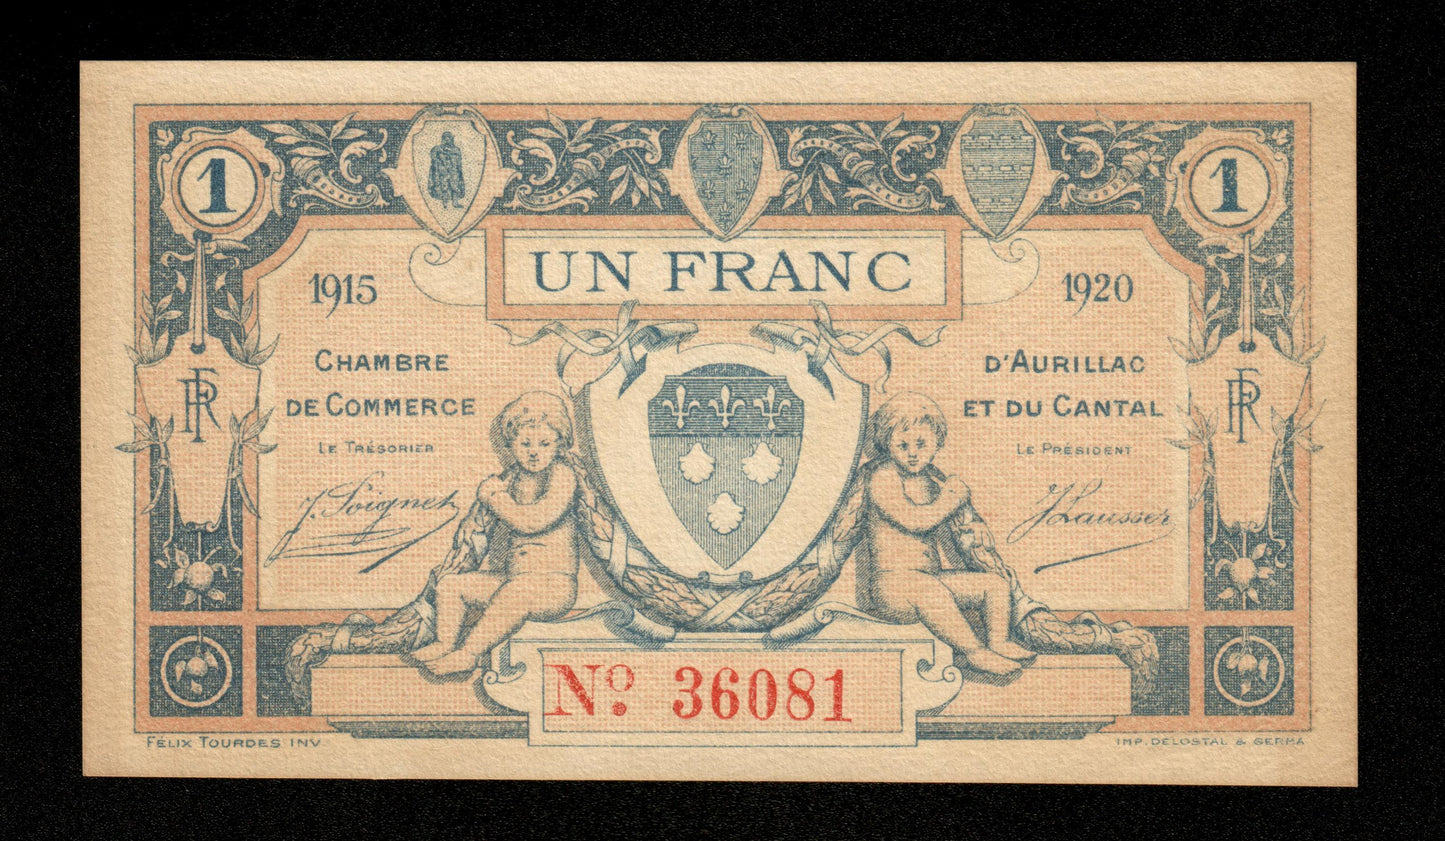 1 1
UN FRANC
1915 1920
CHAMBRE D'AURILLAC
DE COMMERCE ET DU CANTAL
LE TRÉSORIER LE PRÉSIDENT
J. Soignet
RF RF
Nº 36081
FÉLIX TOURDES INV. IMP. DELOSTAL & GERMA